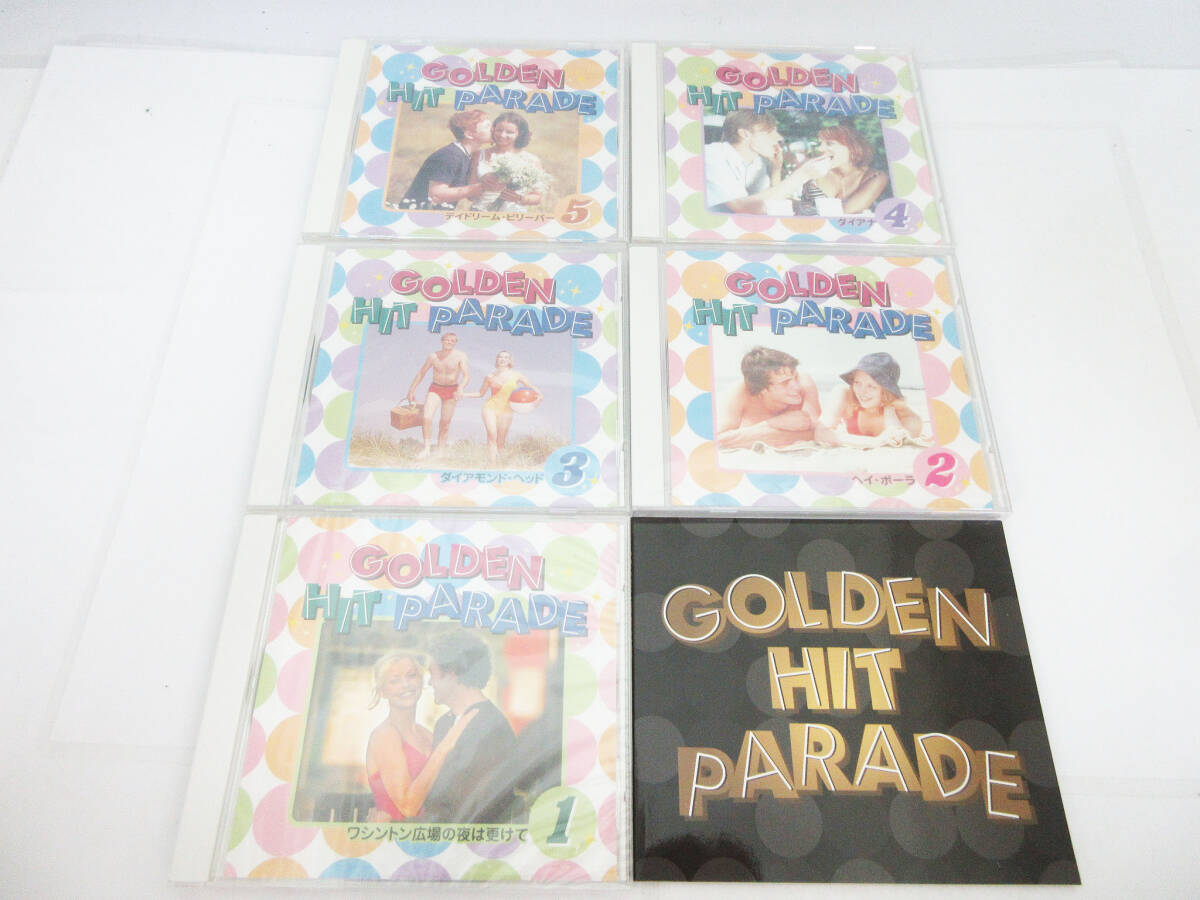 GOLDEN
HIT PARADE
デイドリーム・ビリーバー 5
GOLDEN
HIT PARADE
ダイアナ 4
GOLDEN
HIT PARADE
ダイアモンド・ヘッド 3
GOLDEN
HIT PARADE
ヘイ・ポーラ 2
GOLDEN
HIT PARADE
ワシントン広場の夜は更けて 1
GOLDEN
HIT
PARADE